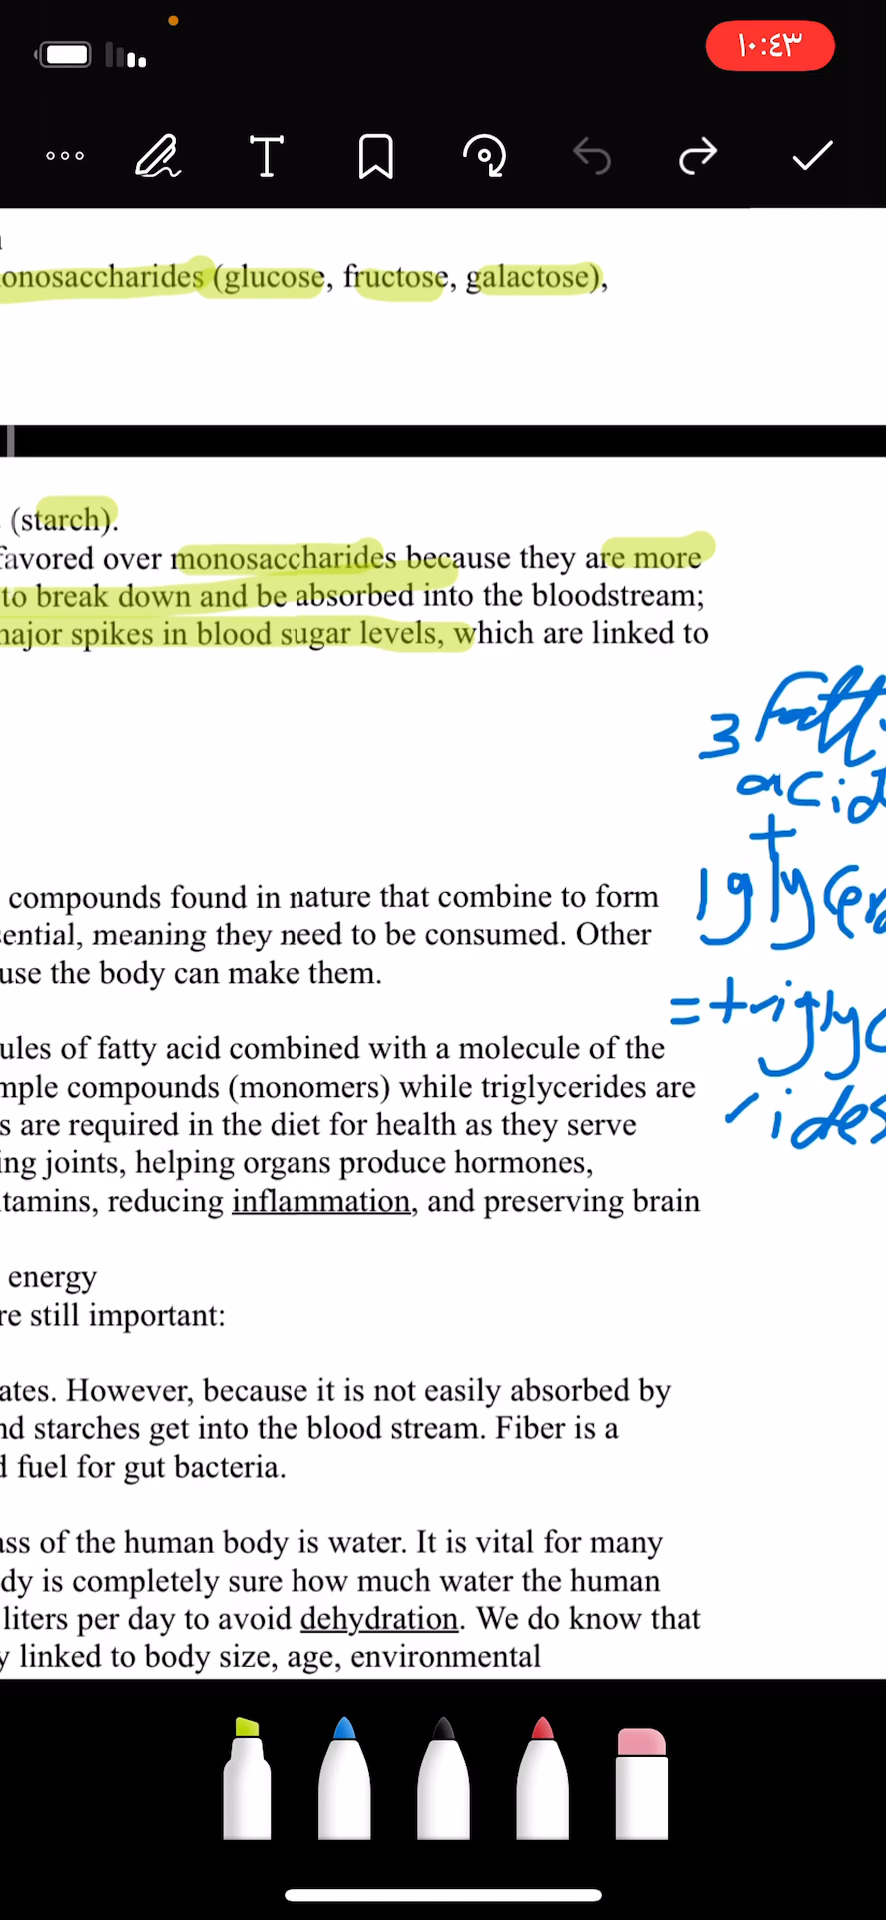 ١٠:٤٣
T
onosaccharides (glucose, fructose, galactose),
(starch).
favored over monosaccharides because they are more
to break down and be absorbed into the bloodstream;
major spikes in blood sugar levels, which are linked to
3 Fatt
acid
+
compounds found in nature that combine to form
1 glycer
ential, meaning they need to be consumed. Other
use the body can make them.
= triglyc
ules of fatty acid combined with a molecule of the
mple compounds (monomers) while triglycerides are
rides
s are required in the diet for health as they serve
ing joints, helping organs produce hormones,
tamins, reducing inflammation, and preserving brain
energy
re still important:
ates. However, because it is not easily absorbed by
nd starches get into the blood stream. Fiber is a
d fuel for gut bacteria.
ass of the human body is water. It is vital for many
dy is completely sure how much water the human
liters per day to avoid dehydration. We do know that
y linked to body size, age, environmental